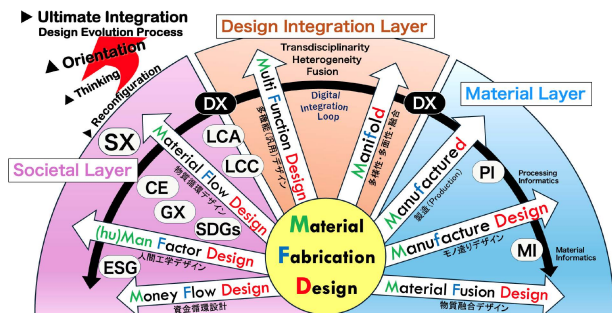 ▶ Ultimate Integration
Design Evolution Process
▲ Orientation
▲ Thinking
▲ Reconfiguration
Design Integration Layer
Transdisciplinarity
Heterogeneity
Fusion
Digital
Integration
Loop
DX
DX
Material Layer
Societal Layer
SX
LCA
LCC
CE
GX
SDGs
ESG
PI
Processing
Informatics
MI
Material
Informatics
Money Flow Design
資金循環設計
(hu)Man Factor Design
人間工学デザイン
Material Flow Design
物質循環デザイン
Multi Function Design
多機能（汎用）デザイン
Manifold
多様性・多面性・融合
Manufactured
製造（Production）
Manufacture Design
モノ造りデザイン
Material Fusion Design
物質融合デザイン
Material
Fabrication
Design